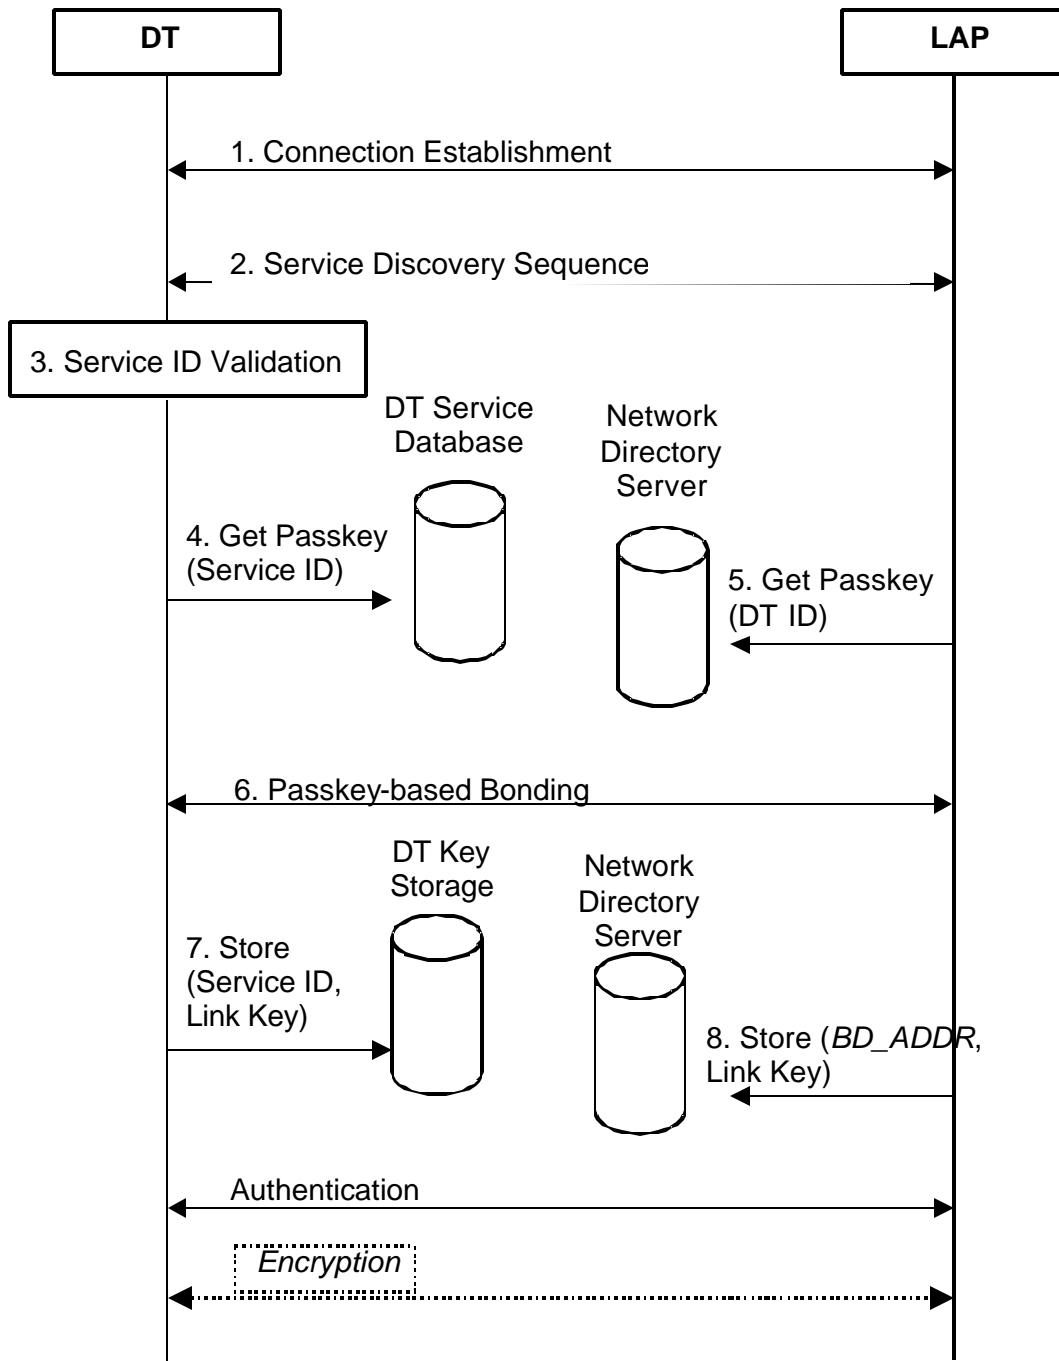 DT
LAP
1. Connection Establishment
2. Service Discovery Sequence
3. Service ID Validation
DT Service
Database
Network
Directory
Server
4. Get Passkey
(Service ID)
5. Get Passkey
(DT ID)
6. Passkey-based Bonding
DT Key
Storage
Network
Directory
Server
7. Store
(Service ID,
Link Key)
8. Store (BD_ADDR,
Link Key)
Authentication
Encryption